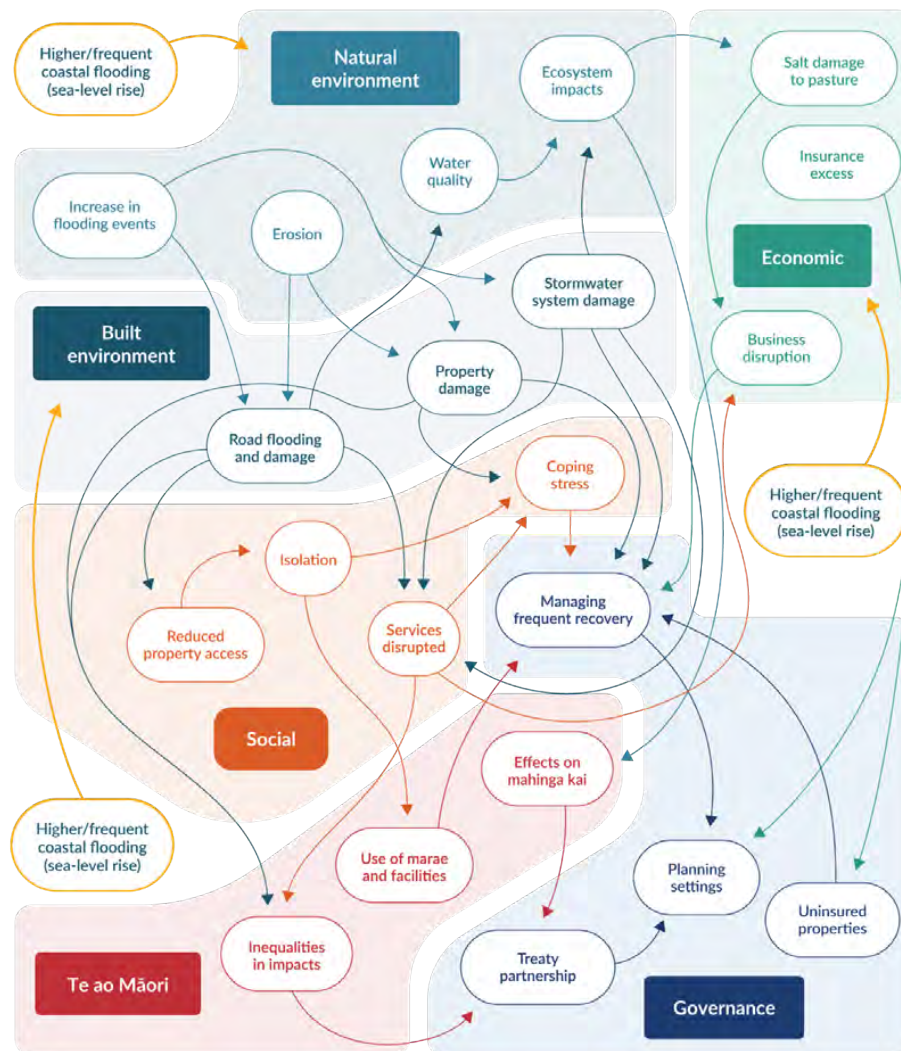 Higher/frequent
coastal flooding
(sea-level rise)
Natural
environment
Ecosystem
impacts
Salt damage
to pasture
Water
quality
Insurance
excess
Increase in
flooding events
Erosion
Economic
Stormwater
system damage
Built
environment
Business
disruption
Property
damage
Road flooding
and damage
Coping
stress
Higher/frequent
coastal flooding
(sea-level rise)
Isolation
Managing
frequent recovery
Reduced
property access
Services
disrupted
Social
Effects on
mahinga kai
Higher/frequent
coastal flooding
(sea-level rise)
Use of marae
and facilities
Planning
settings
Uninsured
properties
Inequalities
in impacts
Treaty
partnership
Te ao Māori
Governance